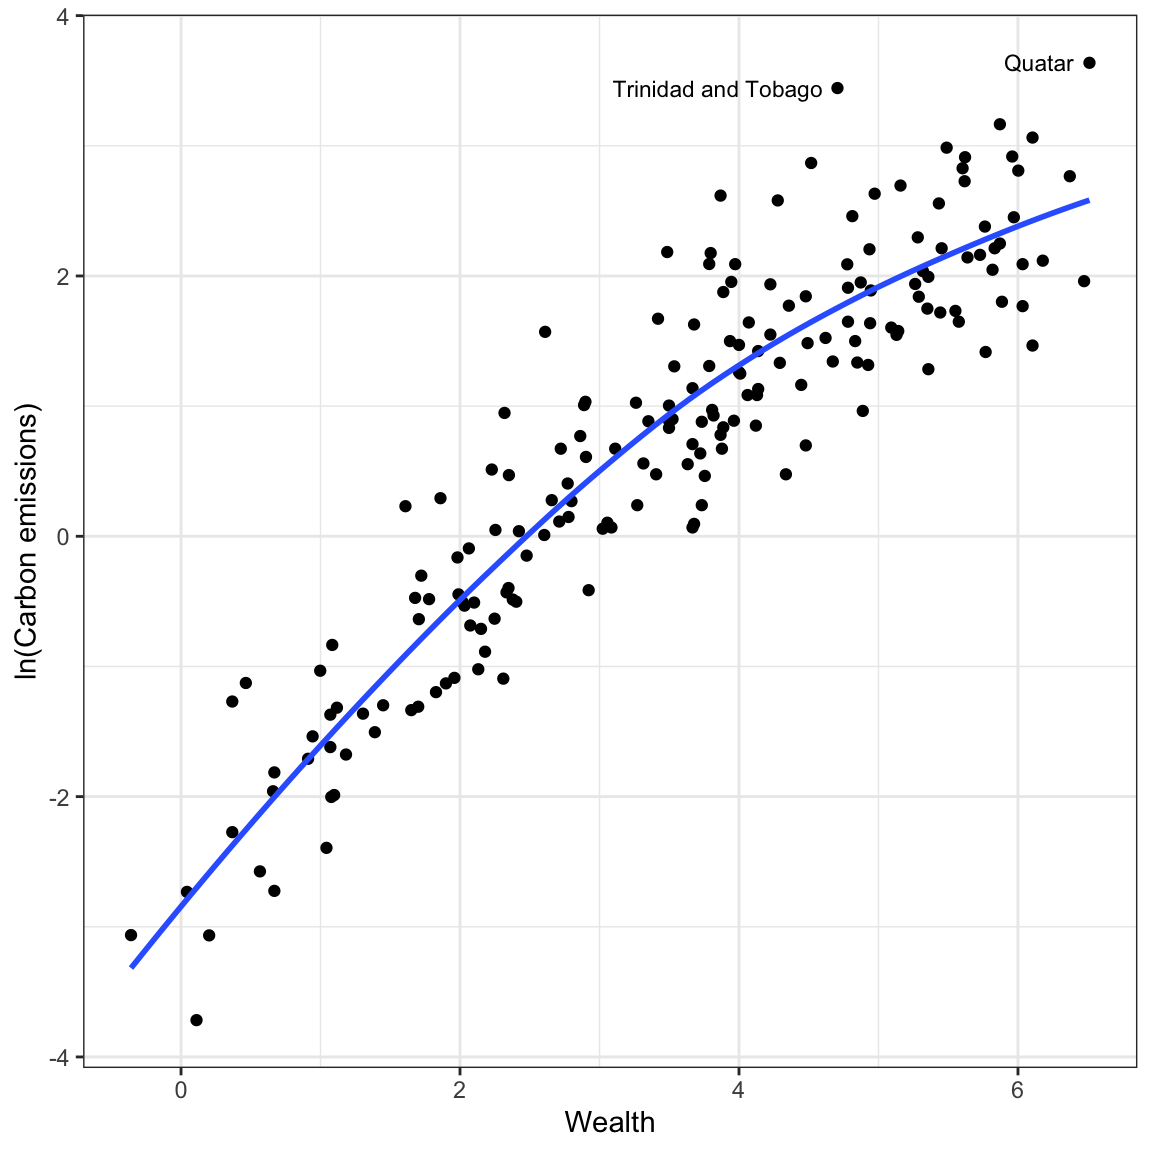 4
Quatar
Trinidad and Tobago
2
0
-2
-4
ln(Carbon emissions)
0 2 4 6
Wealth